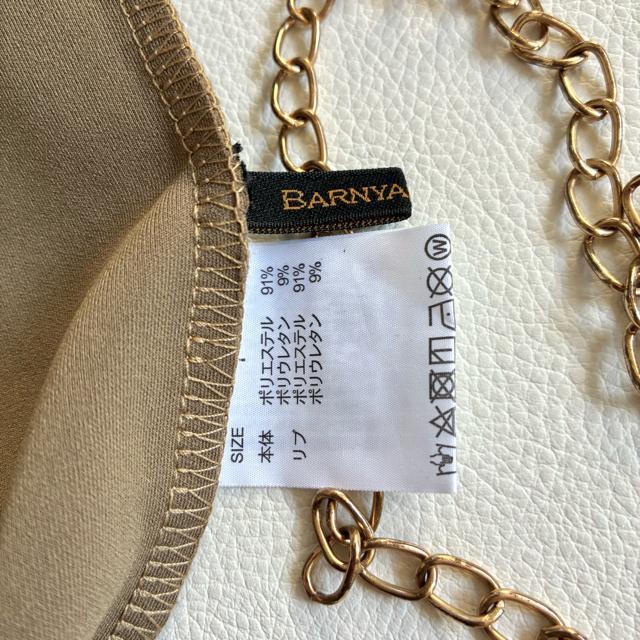 BARNYA
SIZE
本体 ポリエステル 91%
ポリウレタン 9%
リブ ポリエステル 91%
ポリウレタン 9%
W